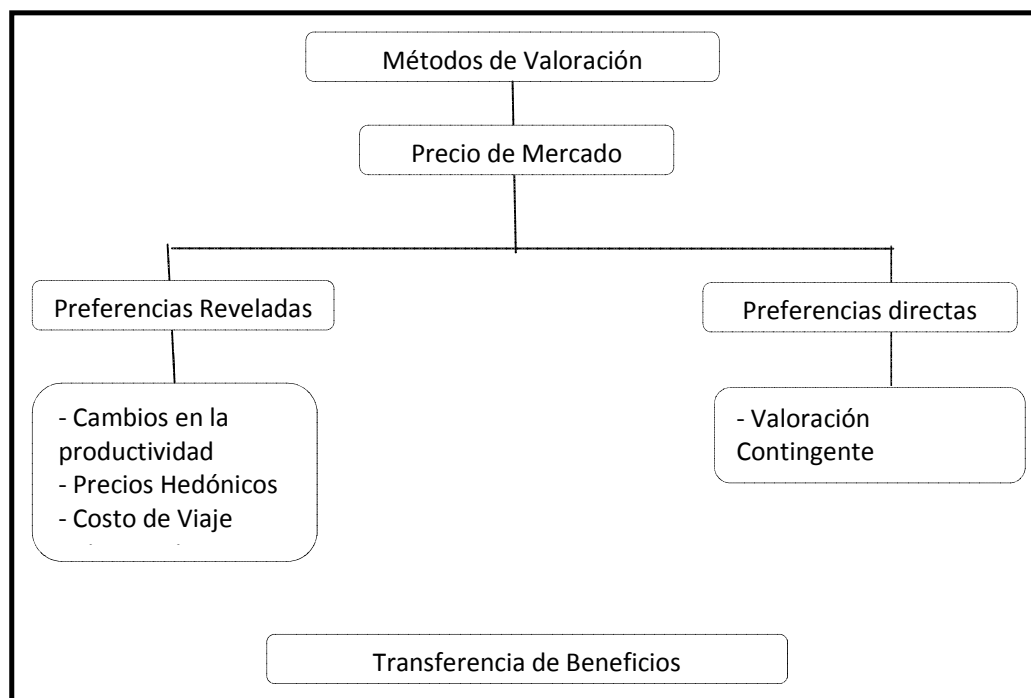 Métodos de Valoración
Precio de Mercado
Preferencias Reveladas
Preferencias directas
- Cambios en la
productividad
- Precios Hedónicos
- Costo de Viaje
- Valoración
Contingente
Transferencia de Beneficios